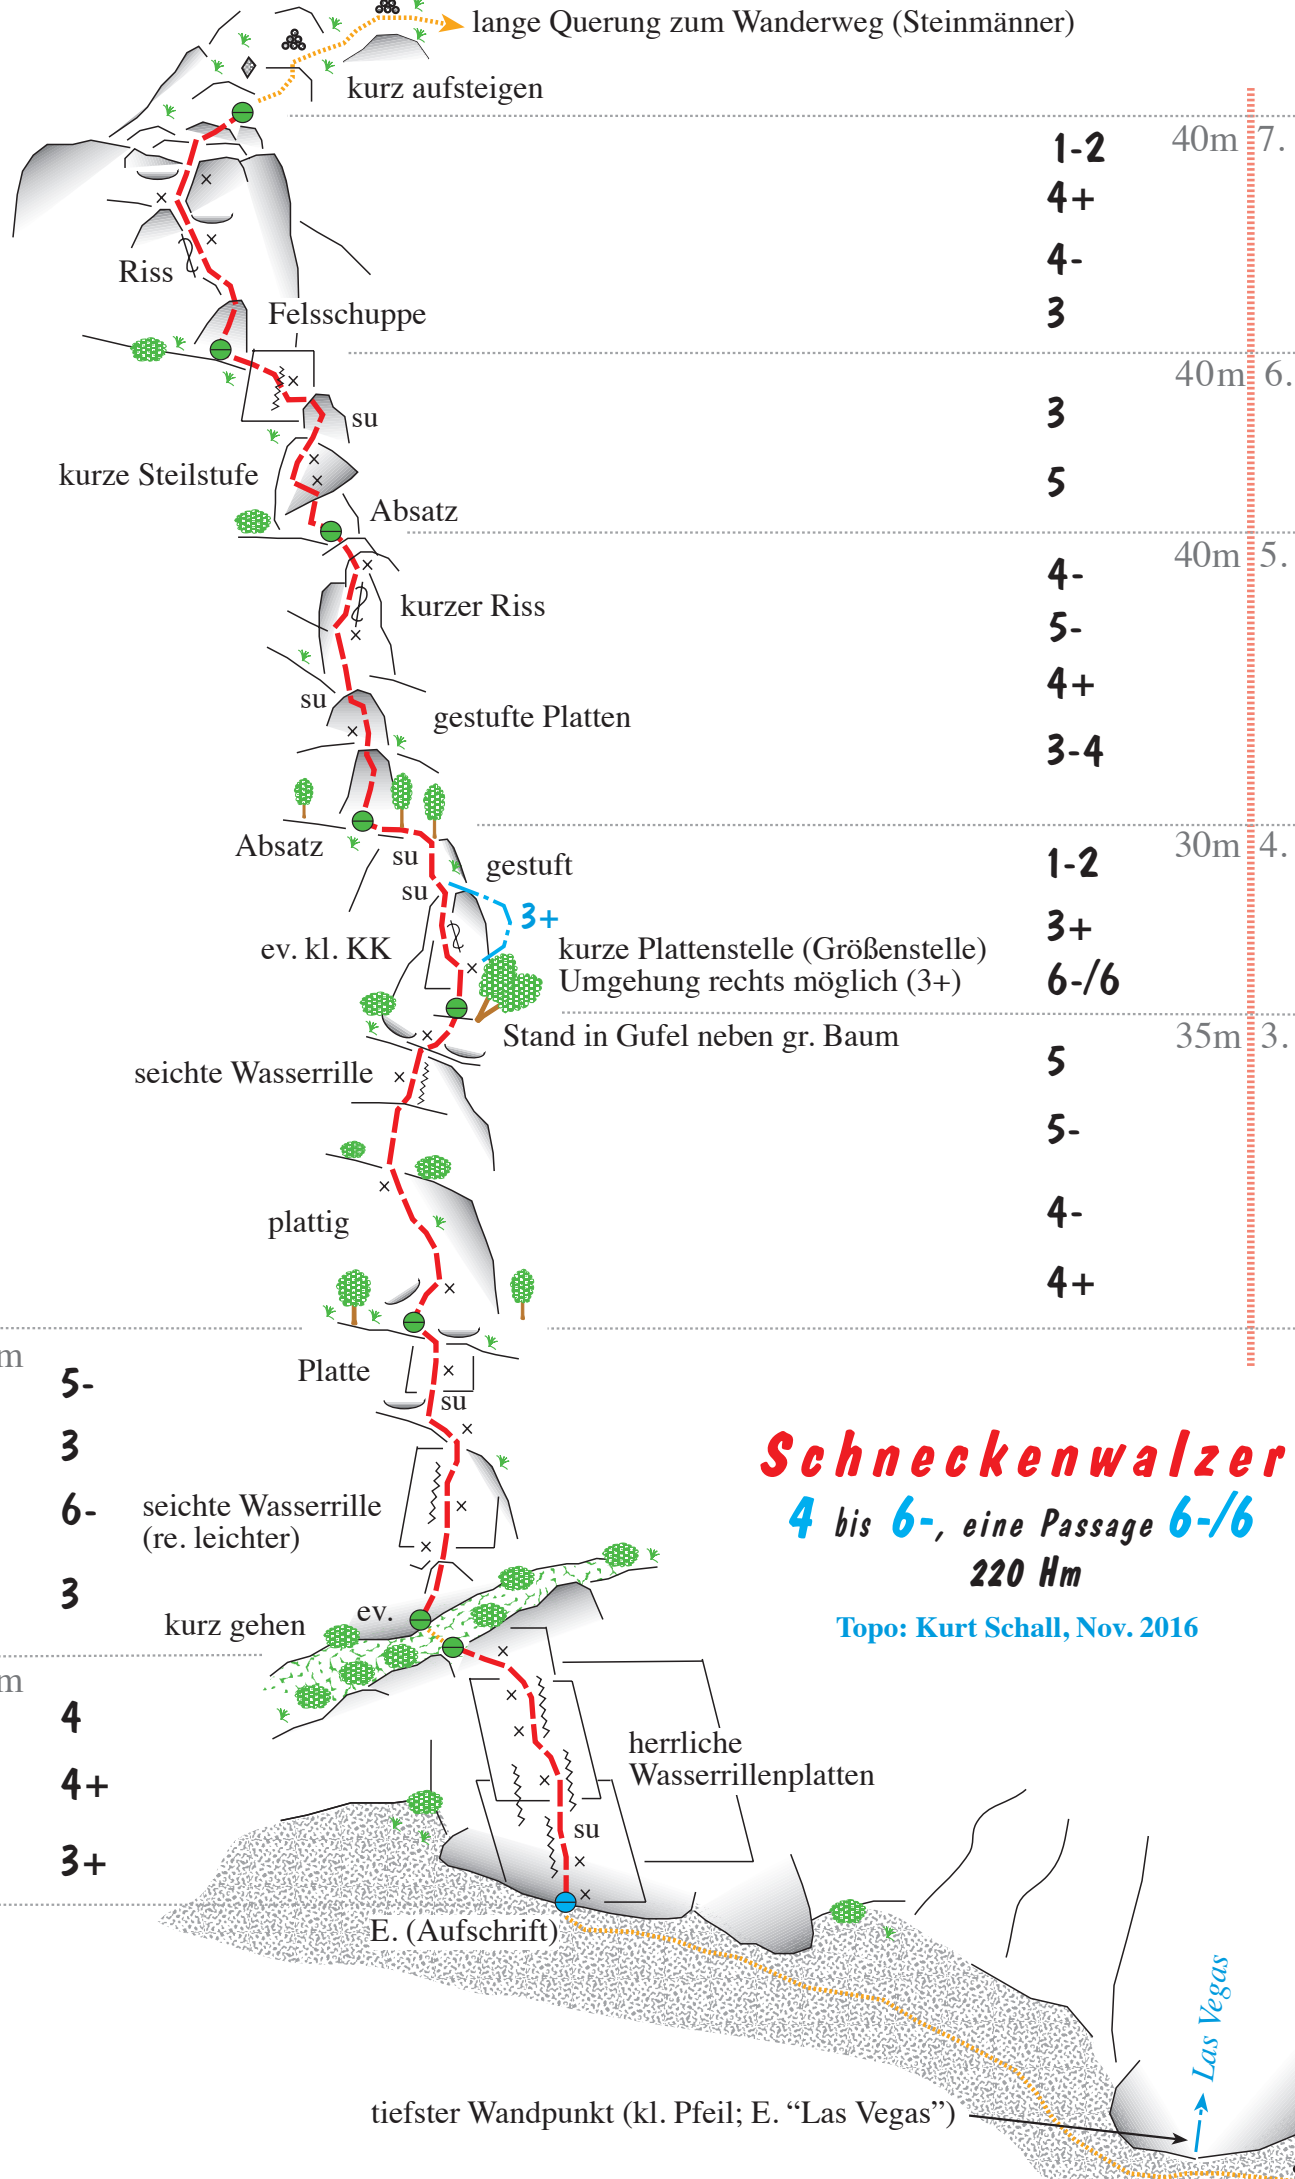 lange Querung zum Wanderweg (Steinmänner)
kurz aufsteigen
40m 7.
1-2
4+
4-
Riss
3
Felsschuppe
40m 6.
3
su
kurze Steilstufe
5
Absatz
40m 5.
4-
kurzer Riss
5-
4+
su
gestufte Platten
3-4
Absatz
30m 4.
su
gestuft
1-2
su
3+
3+
ev. kl. KK
kurze Plattenstelle (Größenstelle)
Umgehung rechts möglich (3+)
6-/6
Stand in Gufel neben gr. Baum
35m 3.
5
seichte Wasserrille
5-
4-
plattig
4+
m
Platte
5-
su
3
Schneckenwalzer
6-
seichte Wasserrille
(re. leichter)
4 bis 6-, eine Passage 6-/6
220 Hm
3
ev.
kurz gehen
Topo: Kurt Schall, Nov. 2016
m
4
herrliche
Wasserrillenplatten
4+
su
3+
E. (Aufschrift)
Las Vegas
tiefster Wandpunkt (kl. Pfeil; E. “Las Vegas”)